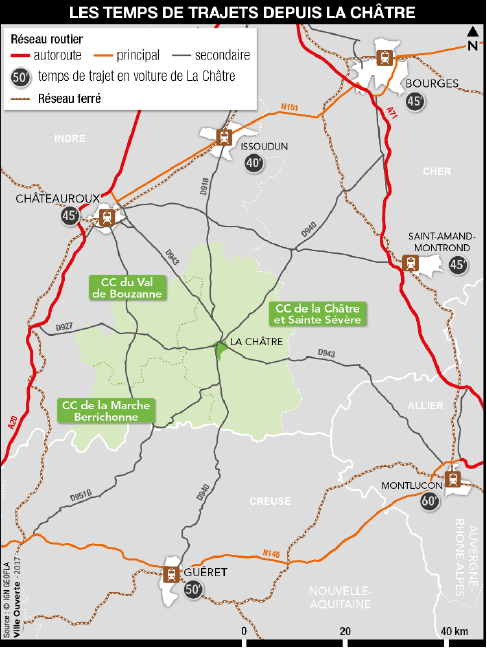 LES TEMPS DE TRAJETS DEPUIS LA CHÂTRE
Réseau routier
autoroute principal secondaire
50' temps de trajet en voiture de La Châtre
Réseau ferré
N
BOURGES
45'
N151
A71
INDRE
ISSOUDUN
40'
CHER
D918
CHÂTEAUROUX
45'
D940
SAINT-AMAND-
MONTROND
45'
D943
CC du Val
de Bouzanne
CC de la Châtre
et Sainte Sévère
D927
LA CHÂTRE
D943
CC de la Marche
Berrichonne
ALLIER
A20
MONTLUCON
60'
D951B
D940
CREUSE
AUVERGNE-
RHONE-ALPES
N145
GUÉRET
50'
NOUVELLE-
AQUITAINE
Source : © IGN GEOFLA
Ville Ouverte - 2017
0 20 40 km